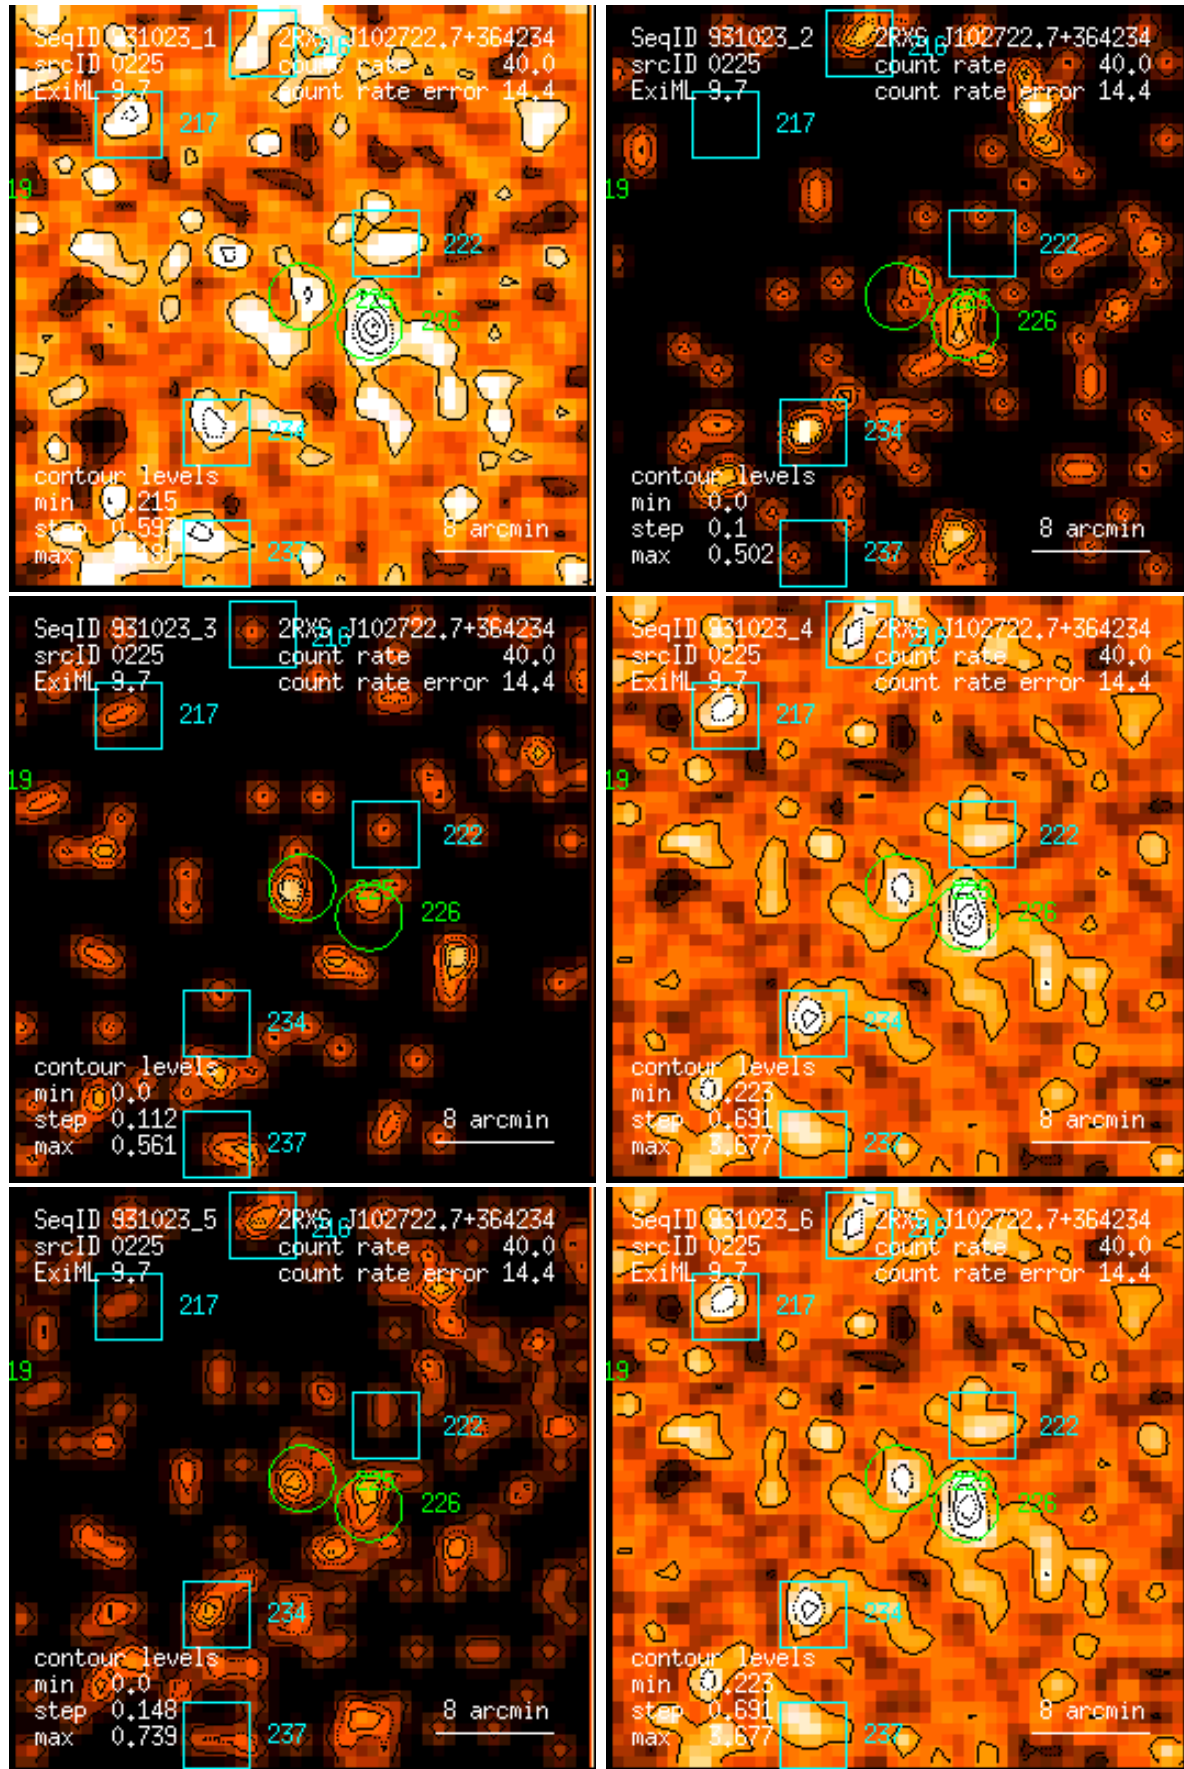 SeqID 931023_1 2RXS J102722.7+364234
216
srcID 0225 count rate 40.0
ExiML 9.7 count rate error 14.4
217
19
222
225
226
234
contour levels
min 0.215
step 0.593
8 arcmin
max
237
SeqID 931023_2 2RXS J102722.7+364234
216
srcID 0225 count rate 40.0
ExiML 9.7 count rate error 14.4
217
19
222
225
226
234
contour levels
min 0.0
step 0.1 8 arcmin
max 0.502 237
SeqID 931023_3 2RXS J102722.7+364234
216
srcID 0225 count rate 40.0
ExiML 9.7 count rate error 14.4
217
19
222
225
226
234
contour levels
min 0.0
step 0.112 8 arcmin
max 0.561 237
SeqID 931023_4 2RXS J102722.7+364234
216
srcID 0225 count rate 40.0
ExiML 9.7 count rate error 14.4
217
19
222
225
226
234
contour levels
min 0.223
step 0.691 8 arcmin
max 3.677 237
SeqID 931023_5 2RXS J102722.7+364234
216
srcID 0225 count rate 40.0
ExiML 9.7 count rate error 14.4
217
19
222
225
226
234
contour levels
min 0.0
step 0.148 8 arcmin
max 0.739 237
SeqID 931023_6 2RXS J102722.7+364234
216
srcID 0225 count rate 40.0
ExiML 9.7 count rate error 14.4
217
19
222
225
226
234
contour levels
min 0.223
step 0.691 8 arcmin
max 3.677 237